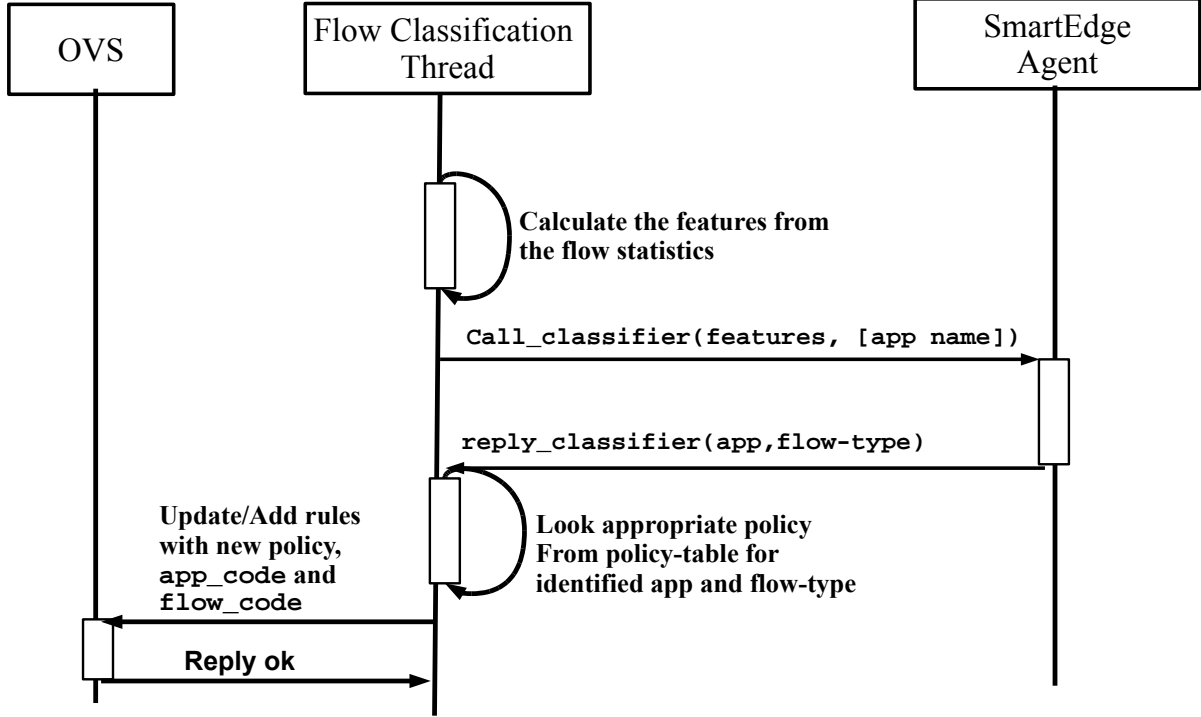 OVS
Flow Classification
Thread
SmartEdge
Agent
Calculate the features from
the flow statistics
Call_classifier(features, [app name])
reply_classifier(app,flow-type)
Update/Add rules
with new policy,
app_code and
flow_code
Look appropriate policy
From policy-table for
identified app and flow-type
Reply ok